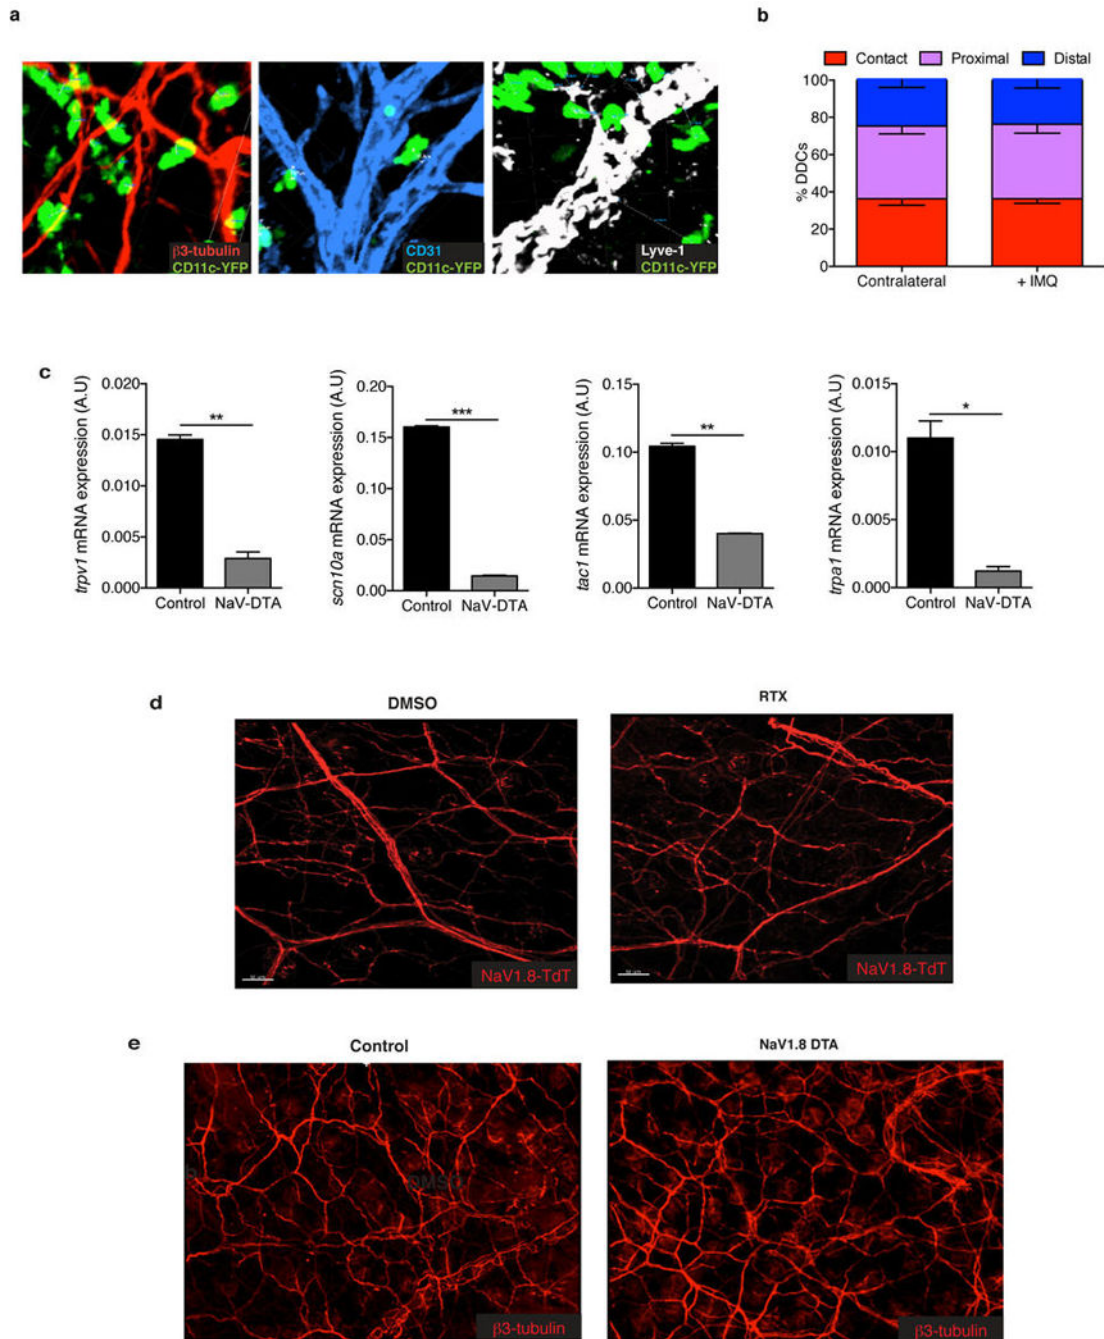 a
β3-tubulin
CD11c-YFP
CD31
CD11c-YFP
Lyve-1
CD11c-YFP
b
Contact Proximal Distal
% DDCs
100
80
60
40
20
0
Contralateral + IMQ
c
trpv1 mRNA expression (A.U)
0.020
0.015
0.010
0.005
0.000
**
Control NaV-DTA
scn10a mRNA expression (A.U)
0.20
0.15
0.10
0.05
0.00
***
Control NaV-DTA
tac1 mRNA expression (A.U)
0.15
0.10
0.05
0.00
**
Control NaV-DTA
trpa1 mRNA expression (A.U)
0.015
0.010
0.005
0.000
*
Control NaV-DTA
d
DMSO
NaV1.8-TdT
RTX
NaV1.8-TdT
e
Control
DMSO
β3-tubulin
NaV1.8 DTA
β3-tubulin